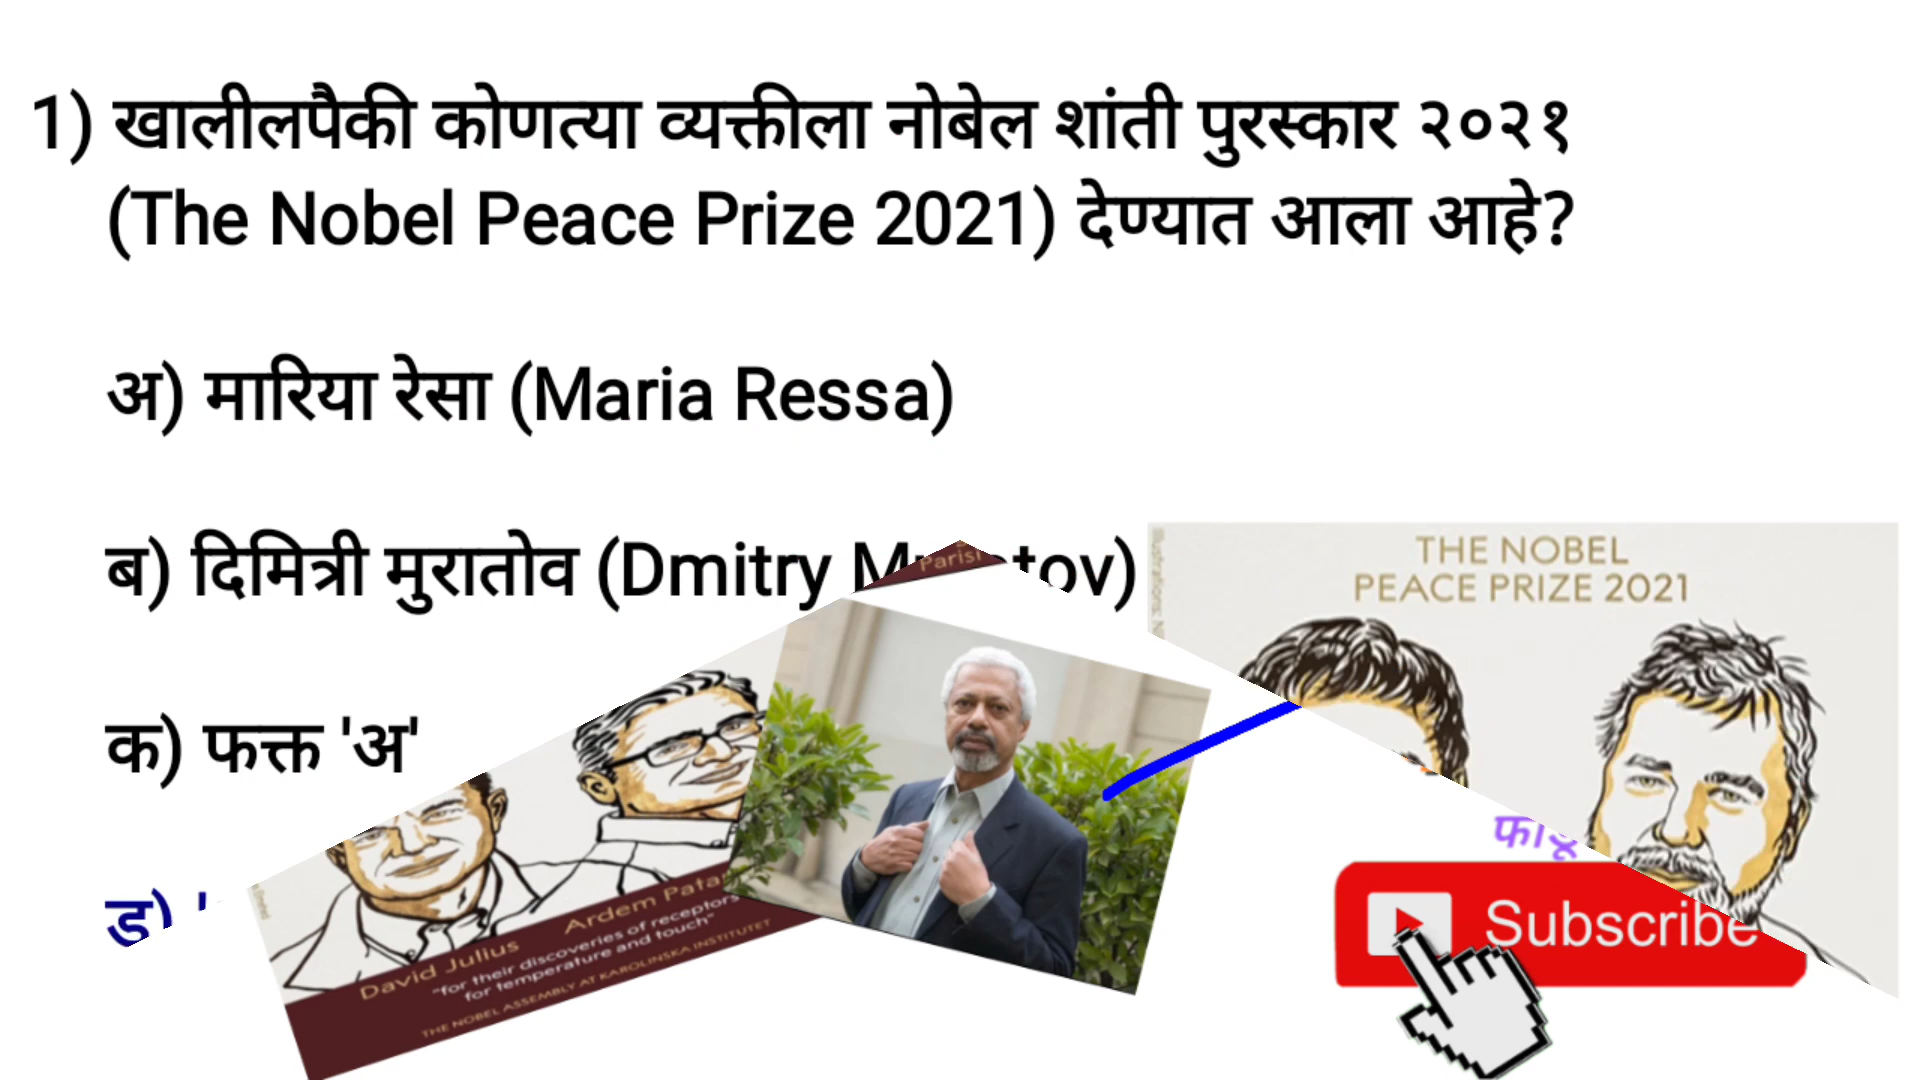 1) खालीलपैकी कोणत्या व्यक्तीला नोबेल शांती पुरस्कार २०२१
(The Nobel Peace Prize 2021) देण्यात आला आहे?
अ) मारिया रेसा (Maria Ressa)
ब) दिमित्री मुरातोव (Dmitry
Parisi
THE NOBEL
PEACE PRIZE 2021
क) फक्त 'अ'
ड) '
David Julius
Ardem
"for their discoveries of receptors
for temperature and touch"
THE NOBEL ASSEMBLY AT KAROLINSKA INSTITUTET
Subscribe